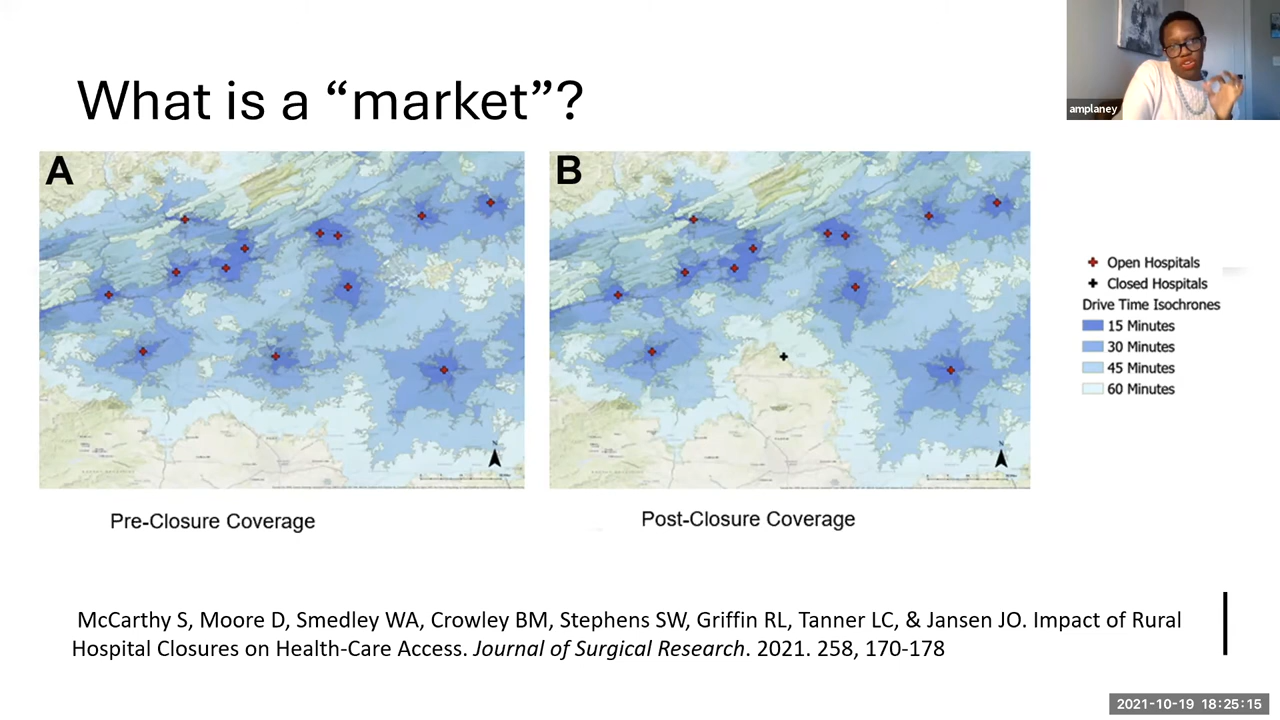 amplaney
What is a “market”?
A
B
Open Hospitals
Closed Hospitals
Drive Time Isochrones
15 Minutes
30 Minutes
45 Minutes
60 Minutes
N
N
Pre-Closure Coverage
Post-Closure Coverage
McCarthy S, Moore D, Smedley WA, Crowley BM, Stephens SW, Griffin RL, Tanner LC, & Jansen JO. Impact of Rural
Hospital Closures on Health-Care Access. Journal of Surgical Research. 2021. 258, 170-178
2021-10-19 18:25:15